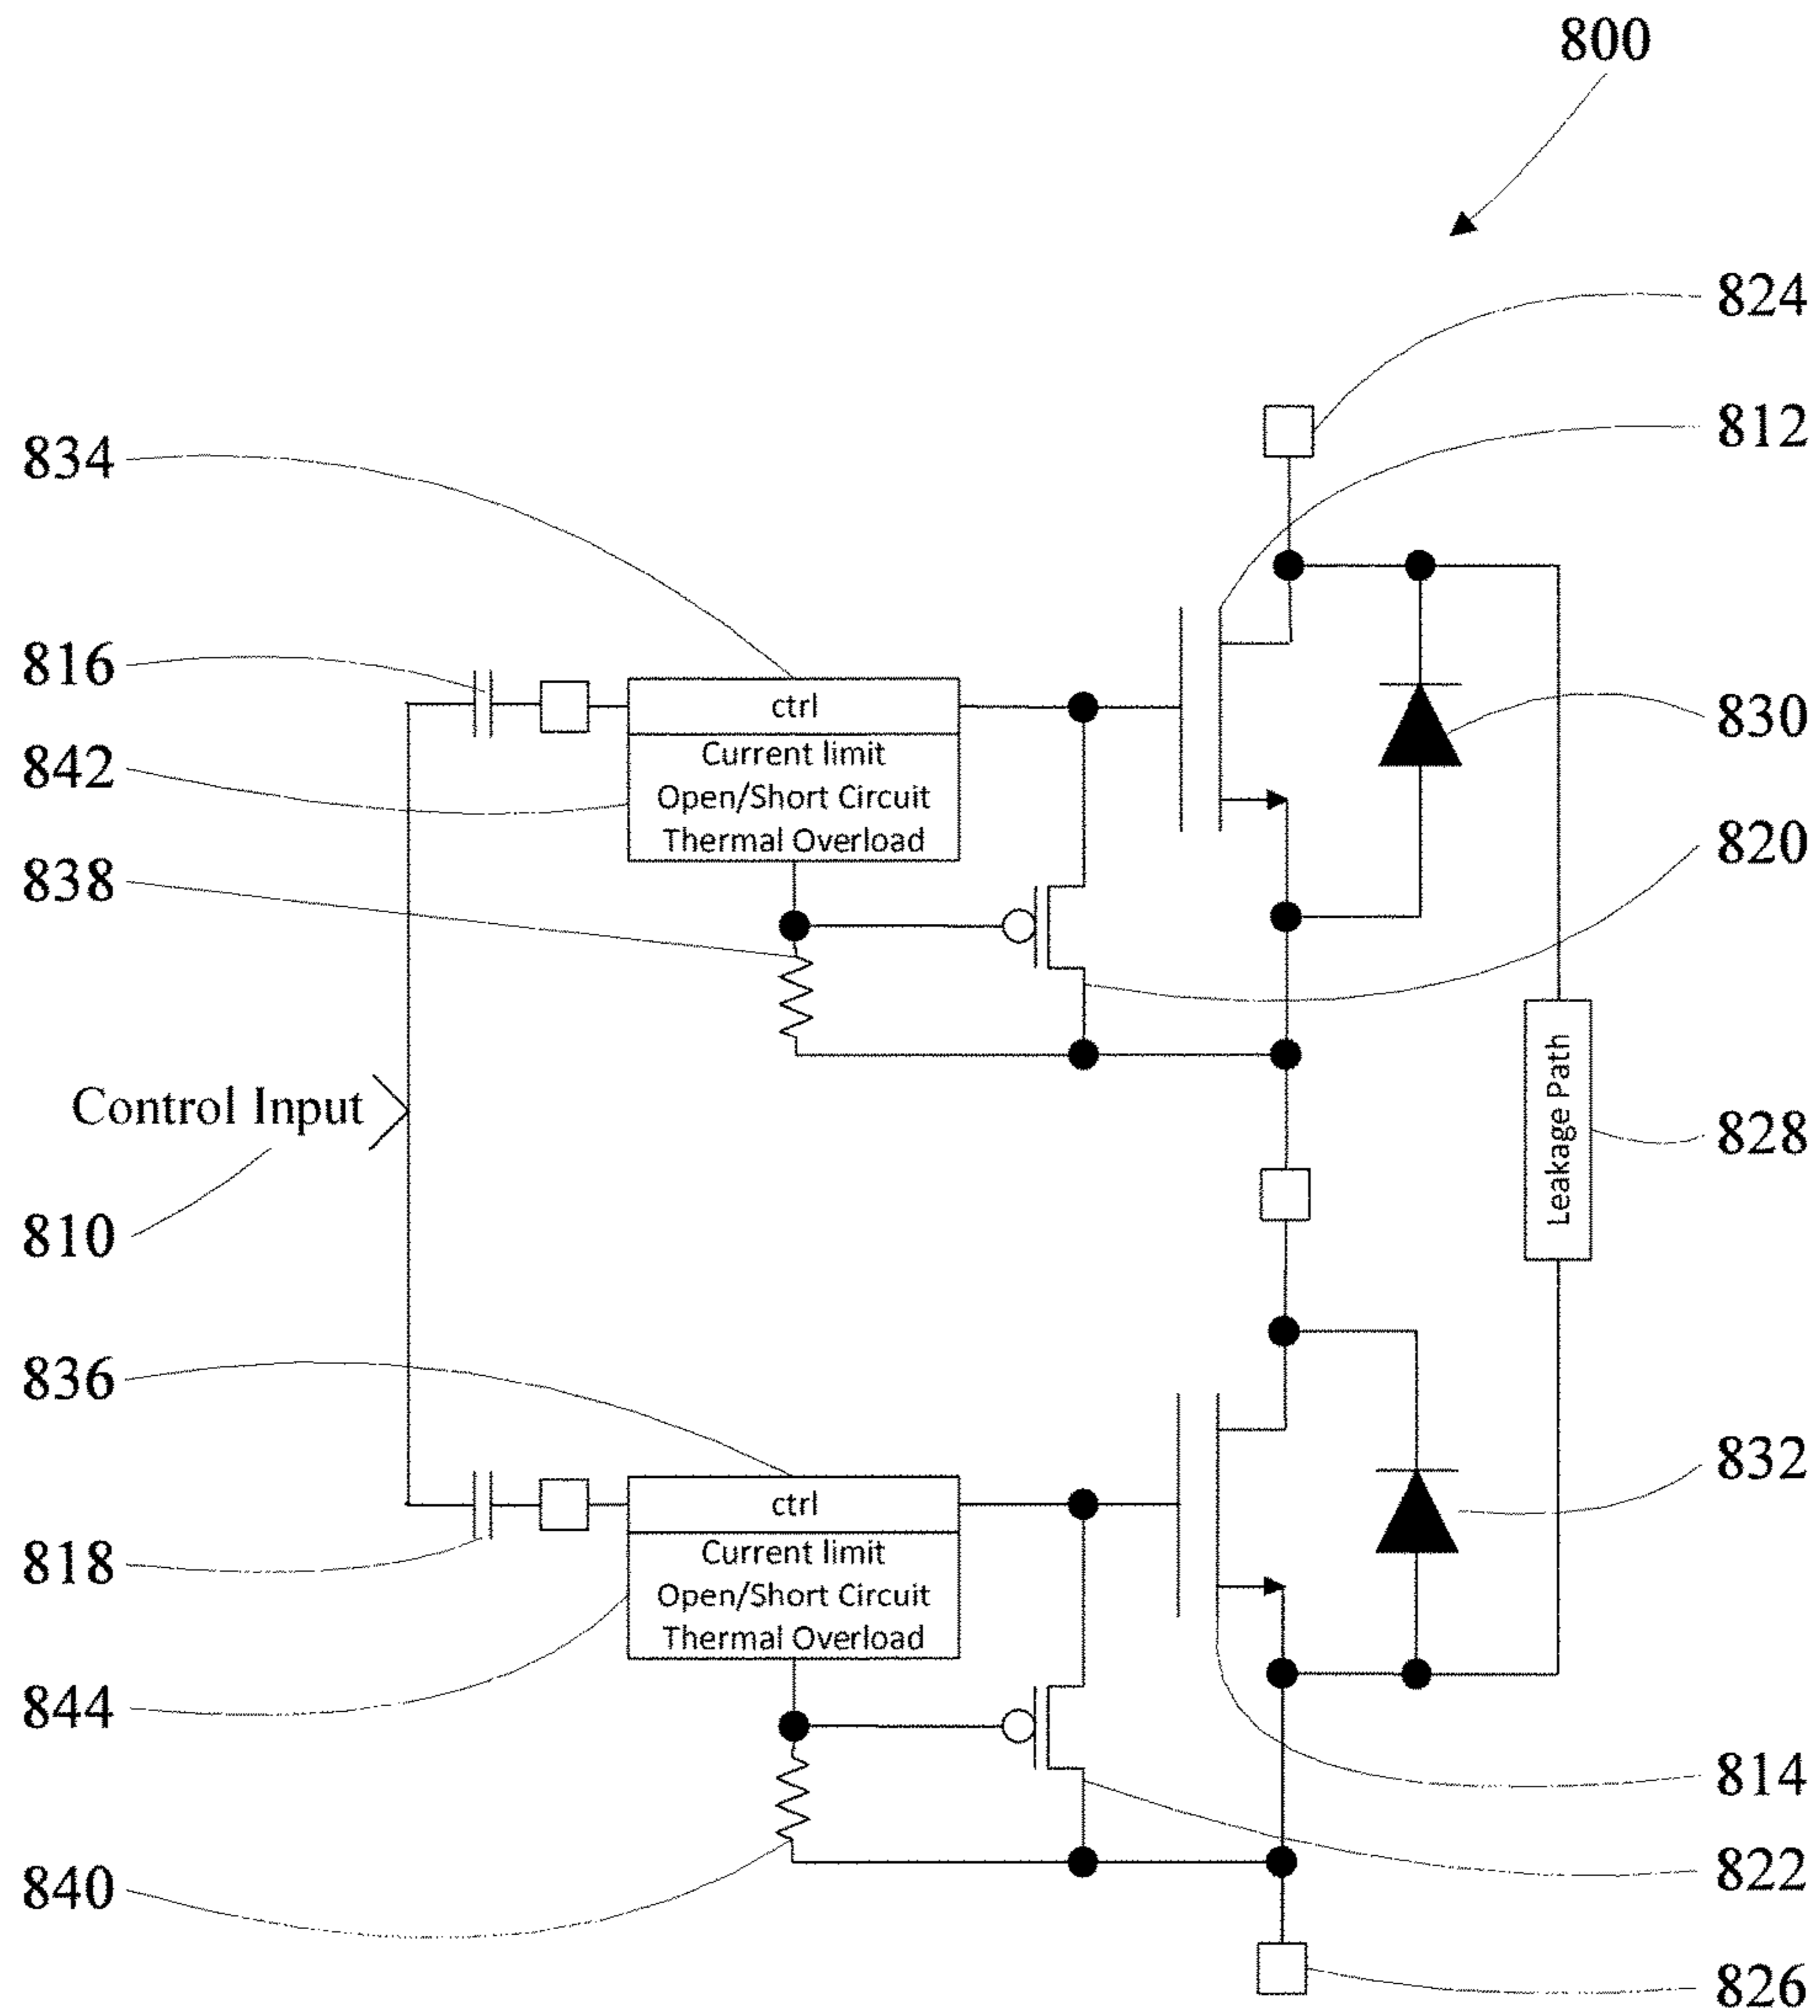 800
824
812
834
816
ctrl
830
842
Current limit
Open/Short Circuit
Thermal Overload
820
838
Leakage Path
Control Input
828
810
836
832
ctrl
818
Current limit
Open/Short Circuit
Thermal Overload
844
814
822
840
826